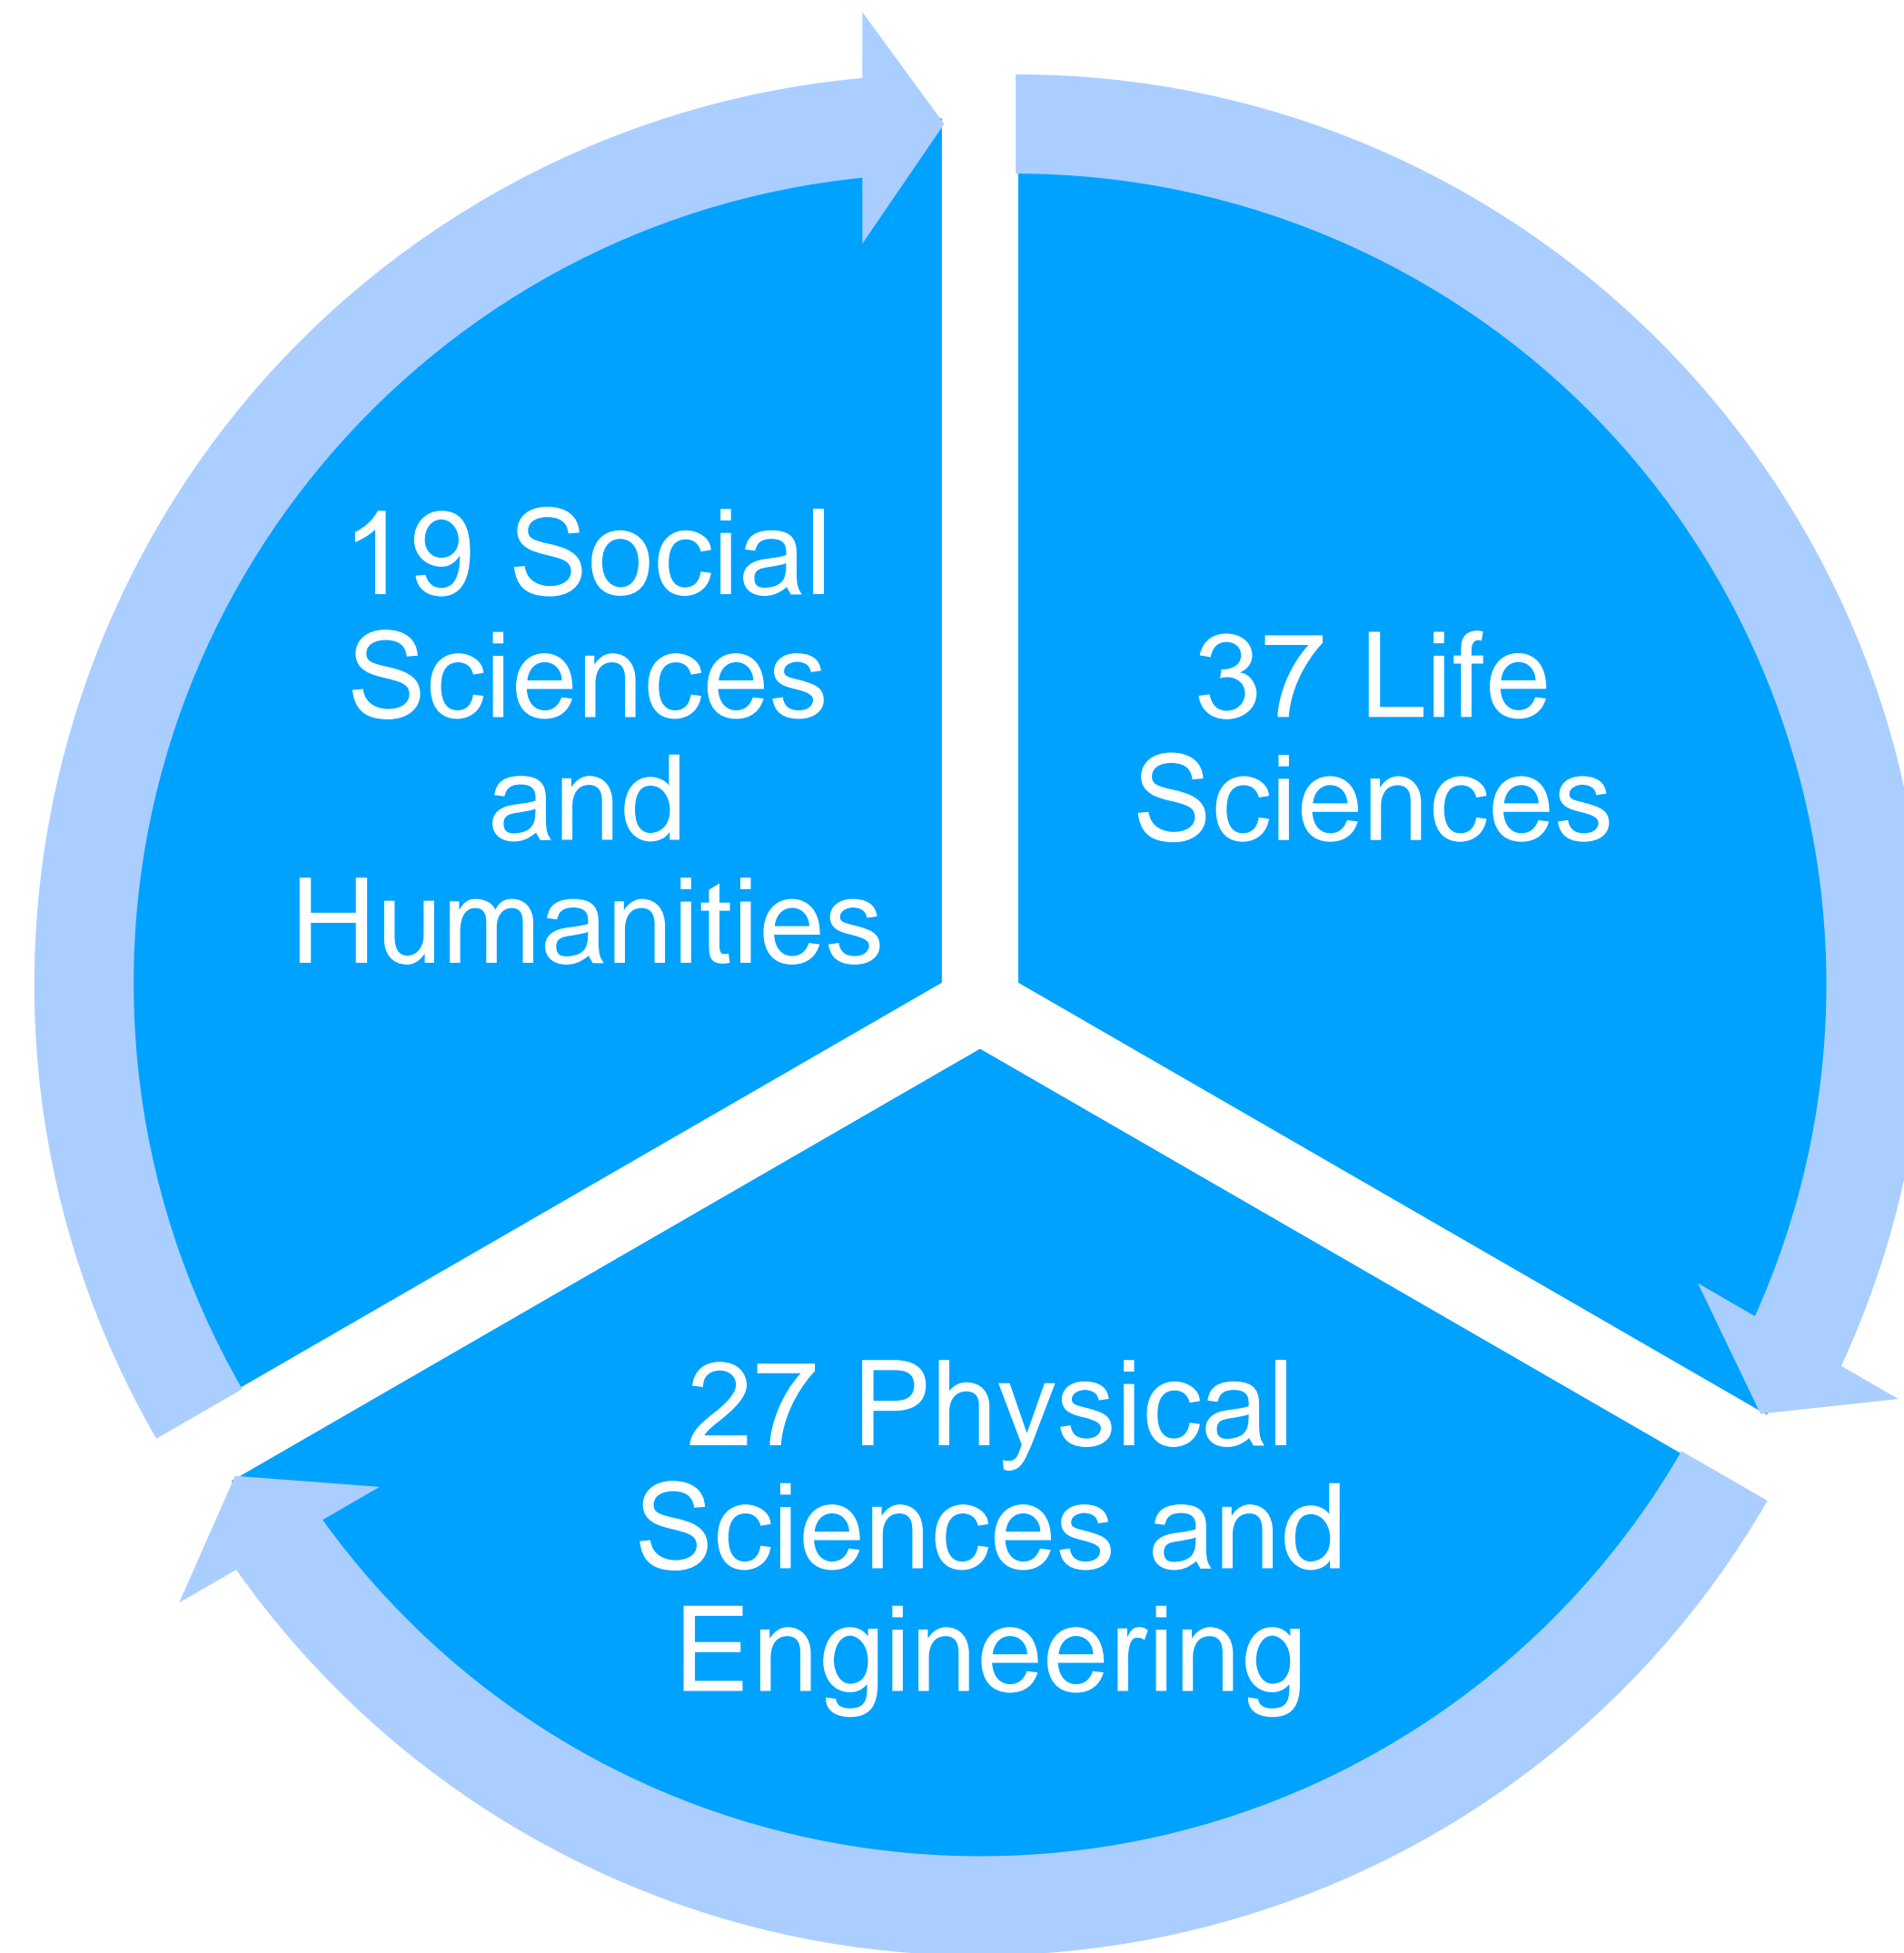 19 Social
Sciences
and
Humanities
37 Life
Sciences
27 Physical
Sciences and
Engineering